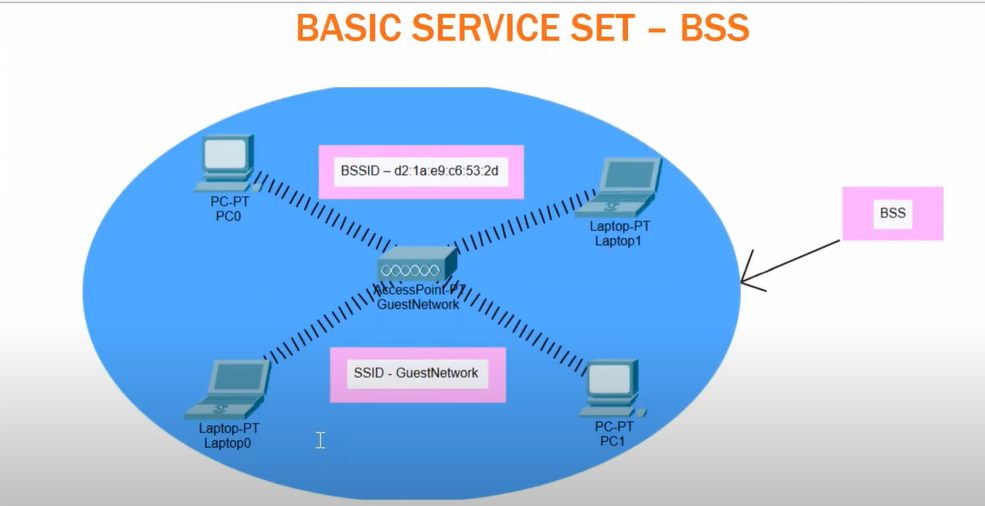 BASIC SERVICE SET – BSS
BSSID – d2:1a:e9:c6:53:2d
PC-PT
PC0
Laptop-PT
Laptop1
BSS
AccessPoint-PT
GuestNetwork
SSID - GuestNetwork
Laptop-PT
Laptop0
PC-PT
PC1